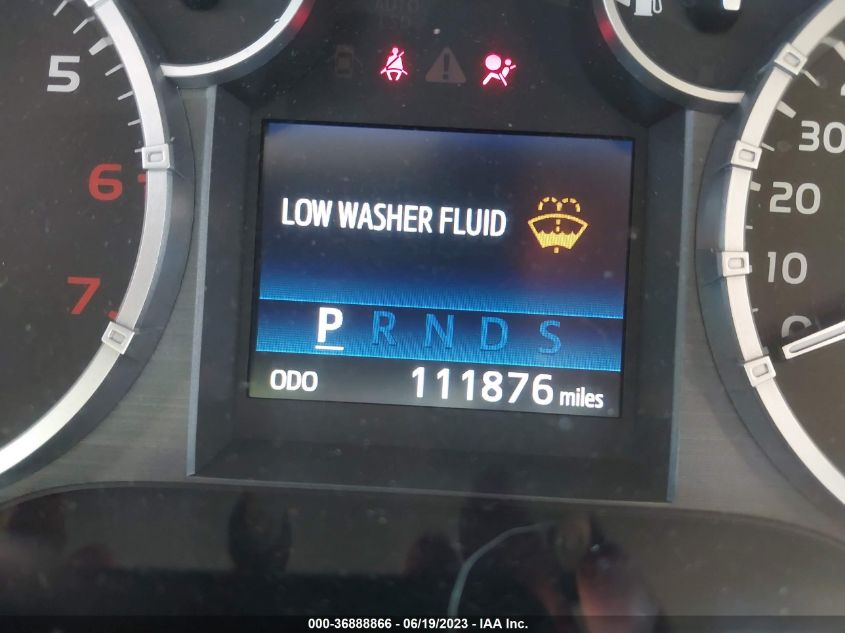 5
6
7
LOW WASHER FLUID
P R N D S
ODO 111876 miles
30
20
10
0
000-36888866 - 06/19/2023 - IAA Inc.